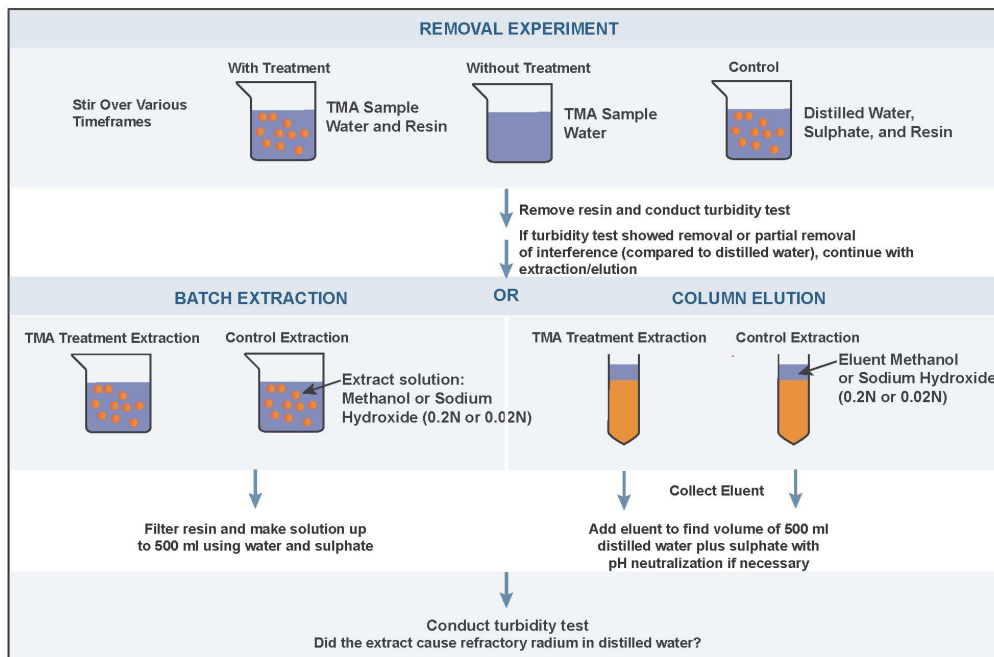 REMOVAL EXPERIMENT
With Treatment
Without Treatment
Control
Stir Over Various
Timeframes
TMA Sample
Water and Resin
TMA Sample
Water
Distilled Water,
Sulphate, and Resin
Remove resin and conduct turbidity test
If turbidity test showed removal or partial removal
of interference (compared to distilled water), continue with
extraction/elution
BATCH EXTRACTION
OR
COLUMN ELUTION
TMA Treatment Extraction
Control Extraction
Extract solution:
Methanol or Sodium
Hydroxide (0.2N or 0.02N)
TMA Treatment Extraction
Control Extraction
Eluent Methanol
or Sodium Hydroxide
(0.2N or 0.02N)
Collect Eluent
Filter resin and make solution up
to 500 ml using water and sulphate
Add eluent to find volume of 500 ml
distilled water plus sulphate with
pH neutralization if necessary
Conduct turbidity test
Did the extract cause refractory radium in distilled water?